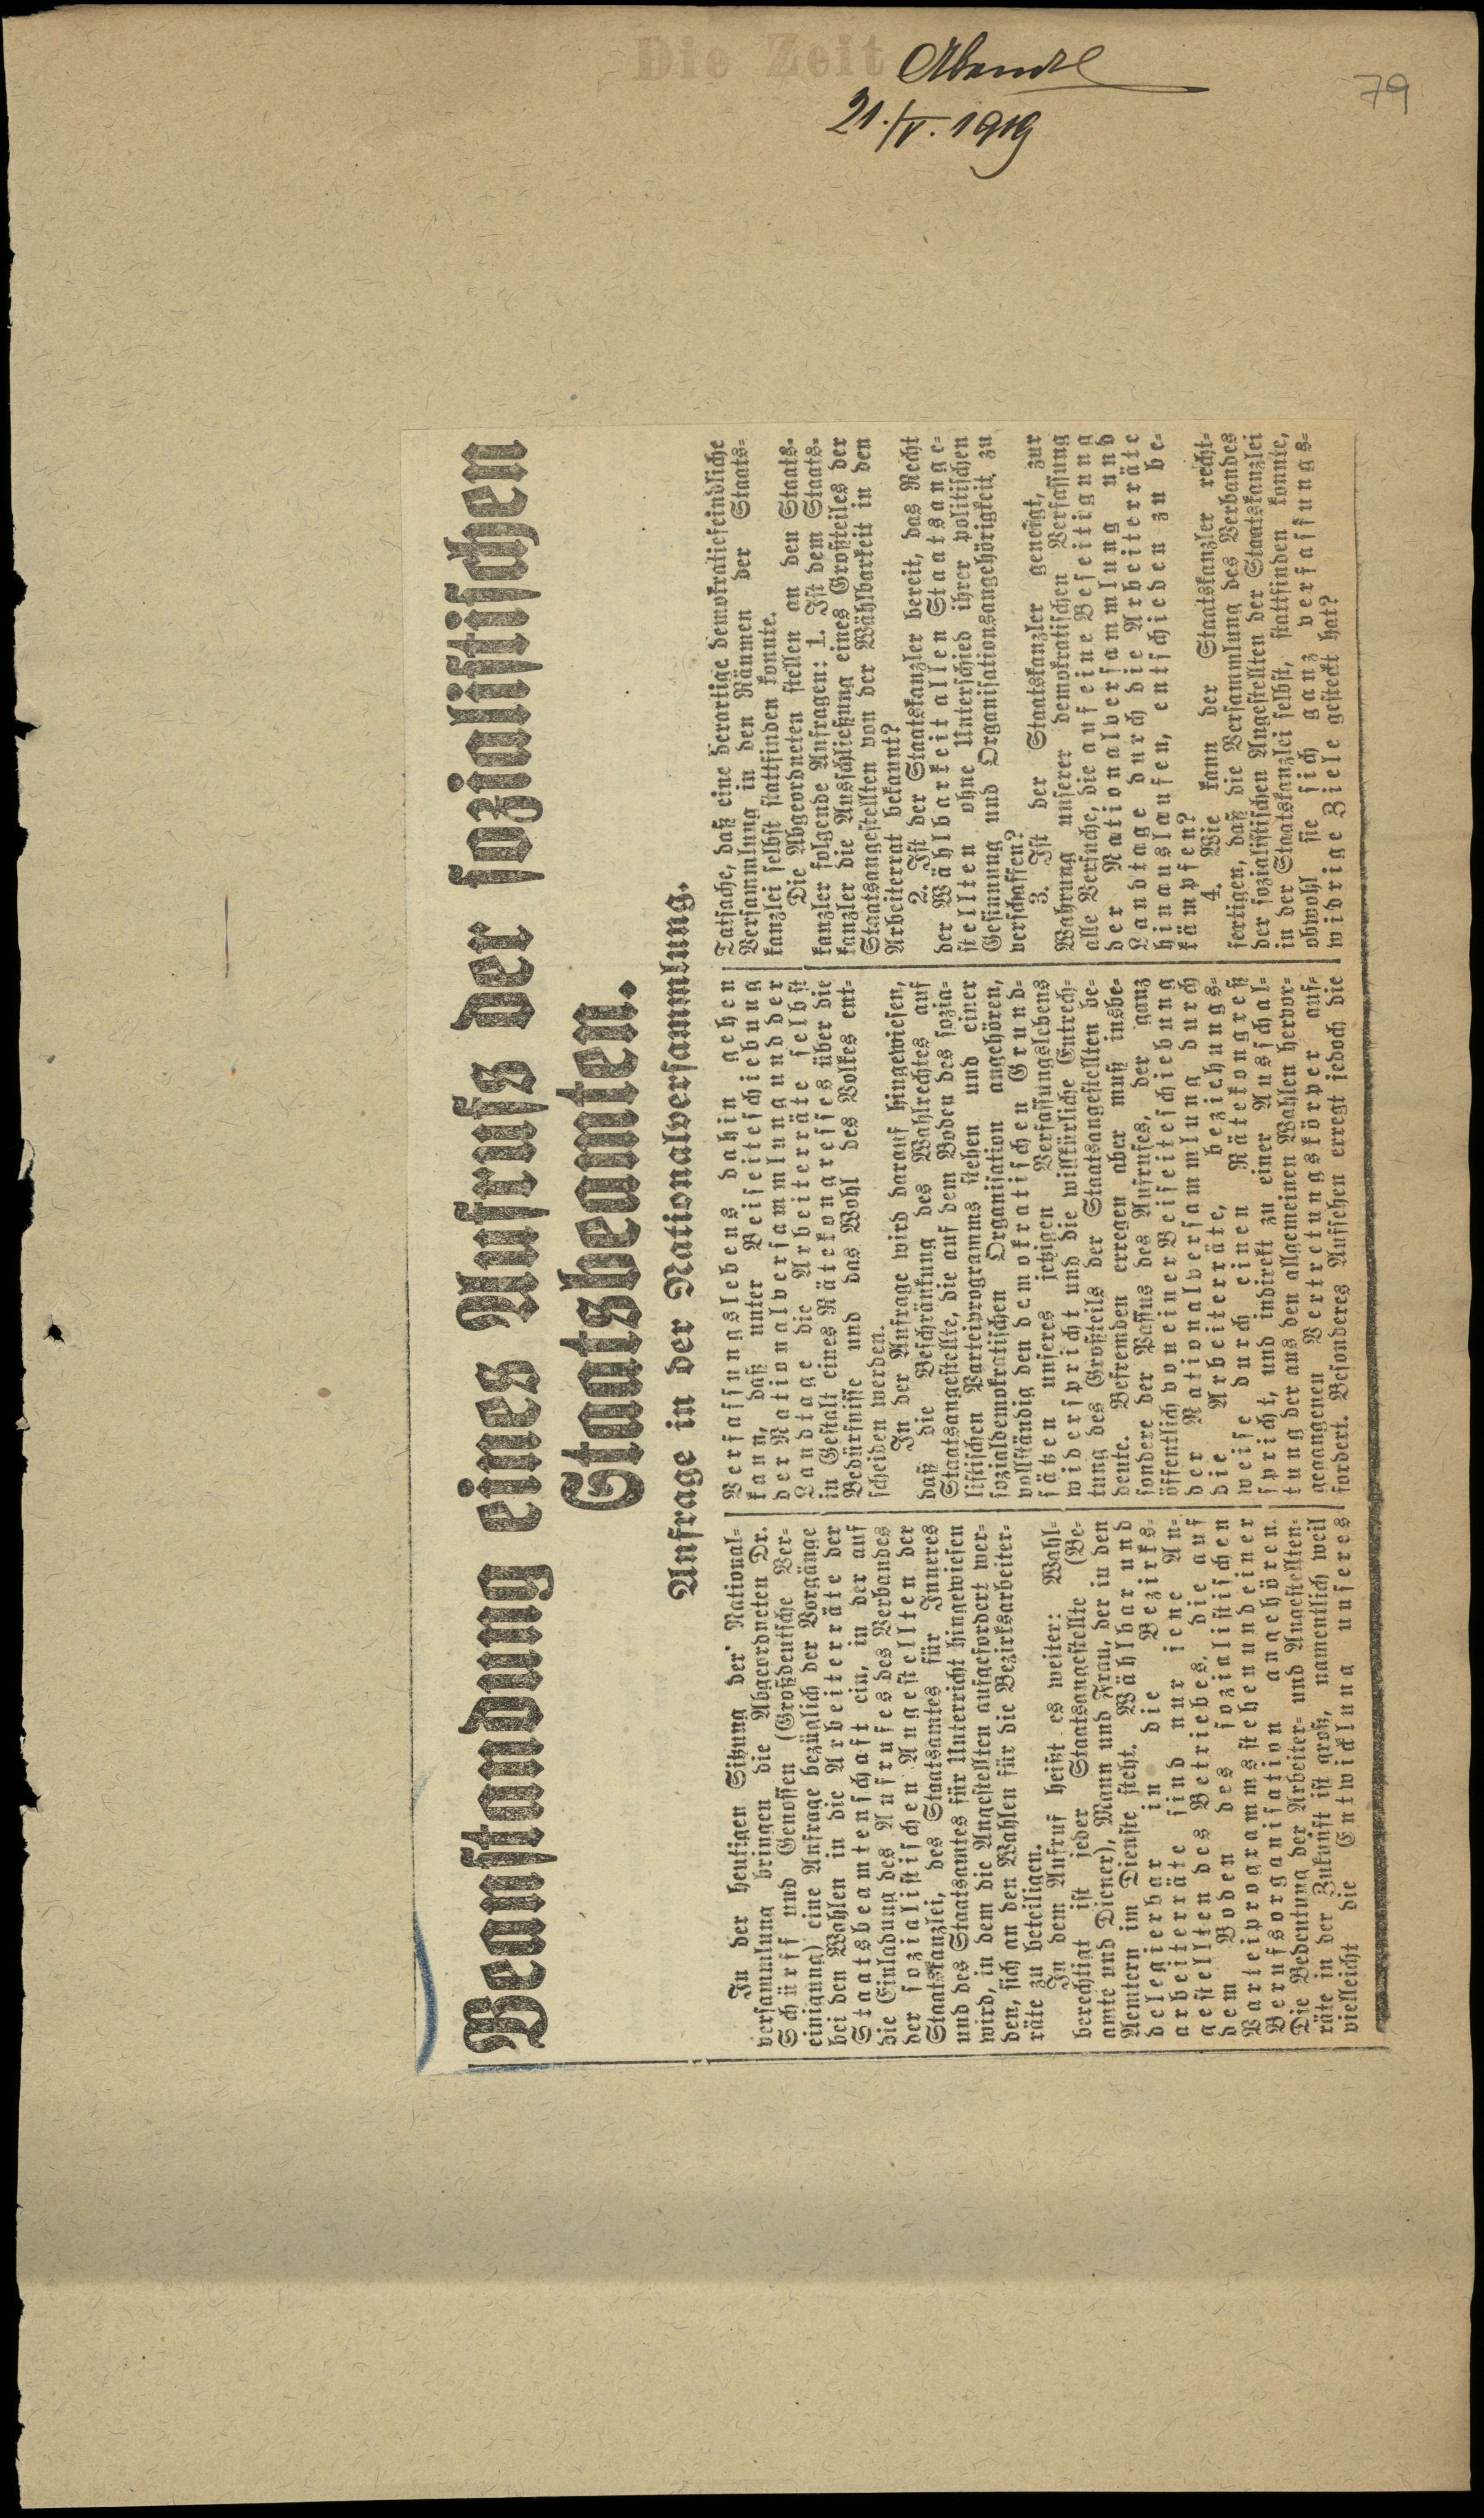 Die Zeit
Abendbl
21./V. 1919
79
Beanstandung eines Aufrufs der sozialistischen
Staatsbeamten.
Anfrage in der Nationalversammlung.
In der heutigen Sitzung der National-
versammlung bringen die Abgeordneten Dr.
Schürff und Genossen (Großdeutsche Ver-
einigung) eine Anfrage bezüglich der Vorgänge
bei den Wahlen in die Arbeiterräte der
Staatsbeamtenschaft ein, in der auf
die Einladung des Aufrufes des Verbandes
der sozialistischen Angestellten der
Staatskanzlei, des Staatsamtes für Inneres
und des Staatsamtes für Unterricht hingewiesen
wird, in dem die Angestellten aufgefordert wer-
den, sich an den Wahlen für die Bezirksarbeiter-
räte zu beteiligen.
In dem Aufruf heißt es weiter: Wahl-
berechtigt ist jeder Staatsangestellte (Be-
amte und Diener), Mann und Frau, der in den
Aemtern im Dienste steht. Wählbar und
delegierbar in die Bezirks-
arbeiterräte sind nur jene An-
gestellten des Betriebes, die auf
dem Boden des sozialistischen
Parteiprogramms stehen und einer
Berufsorganisation angehören.
Die Bedeutung der Arbeiter- und Angestellten-
räte in der Zukunft ist groß, namentlich weil
vielleicht die Entwicklung unseres
Verfassungslebens dahin gehen
kann, daß unter Beiseiteschiebung
der Nationalversammlung und der
Landtage die Arbeiterräte selbst
in Gestalt eines Rätekongresses über die
Bedürfnisse und das Wohl des Volkes ent-
scheiden werden.
In der Anfrage wird darauf hingewiesen,
daß die Beschränkung des Wahlrechtes auf
Staatsangestellte, die auf dem Boden des sozia-
listischen Parteiprogramms stehen und einer
sozialdemokratischen Organisation angehören,
vollständig den demokratischen Grund-
sätzen unseres jetzigen Verfassungslebens
widerspricht und die willkürliche Entrech-
tung des Großteils der Staatsangestellten be-
deute. Befremden erregen aber muß insbe-
sondere der Passus des Aufrufes, der ganz
öffentlich von einer Beiseiteschiebung
der Nationalversammlung durch
die Arbeiterräte, beziehungs-
weise durch einen Rätekongreß
spricht, und indirekt zu einer Ausschal-
tung der aus den allgemeinen Wahlen hervor-
gegangenen Vertretungskörper auf-
fordert. Besonderes Aufsehen erregt jedoch die
Tatsache, daß eine derartige demokratiefeindliche
Versammlung in den Räumen der Staats-
kanzlei selbst stattfinden konnte.
Die Abgeordneten stellen an den Staats-
kanzler folgende Anfragen: 1. Ist dem Staats-
kanzler die Ausschließung eines Großteiles der
Staatsangestellten von der Wählbarkeit in den
Arbeiterrat bekannt?
2. Ist der Staatskanzler bereit, das Recht
der Wählbarkeit allen Staatsange-
stellten ohne Unterschied ihrer politischen
Gesinnung und Organisationsangehörigkeit zu
verschaffen?
3. Ist der Staatskanzler geneigt, zur
Wahrung unserer demokratischen Verfassung
alle Versuche, die auf eine Beseitigung
der Nationalversammlung und
Landtage durch die Arbeiterräte
hinauslaufen, entschieden zu be-
kämpfen?
4. Wie kann der Staatskanzler recht-
fertigen, daß die Versammlung des Verbandes
der sozialistischen Angestellten der Staatskanzlei
in der Staatskanzlei selbst, stattfinden konnte,
obwohl sie sich ganz verfassungs-
widrige Ziele gesteckt hat?